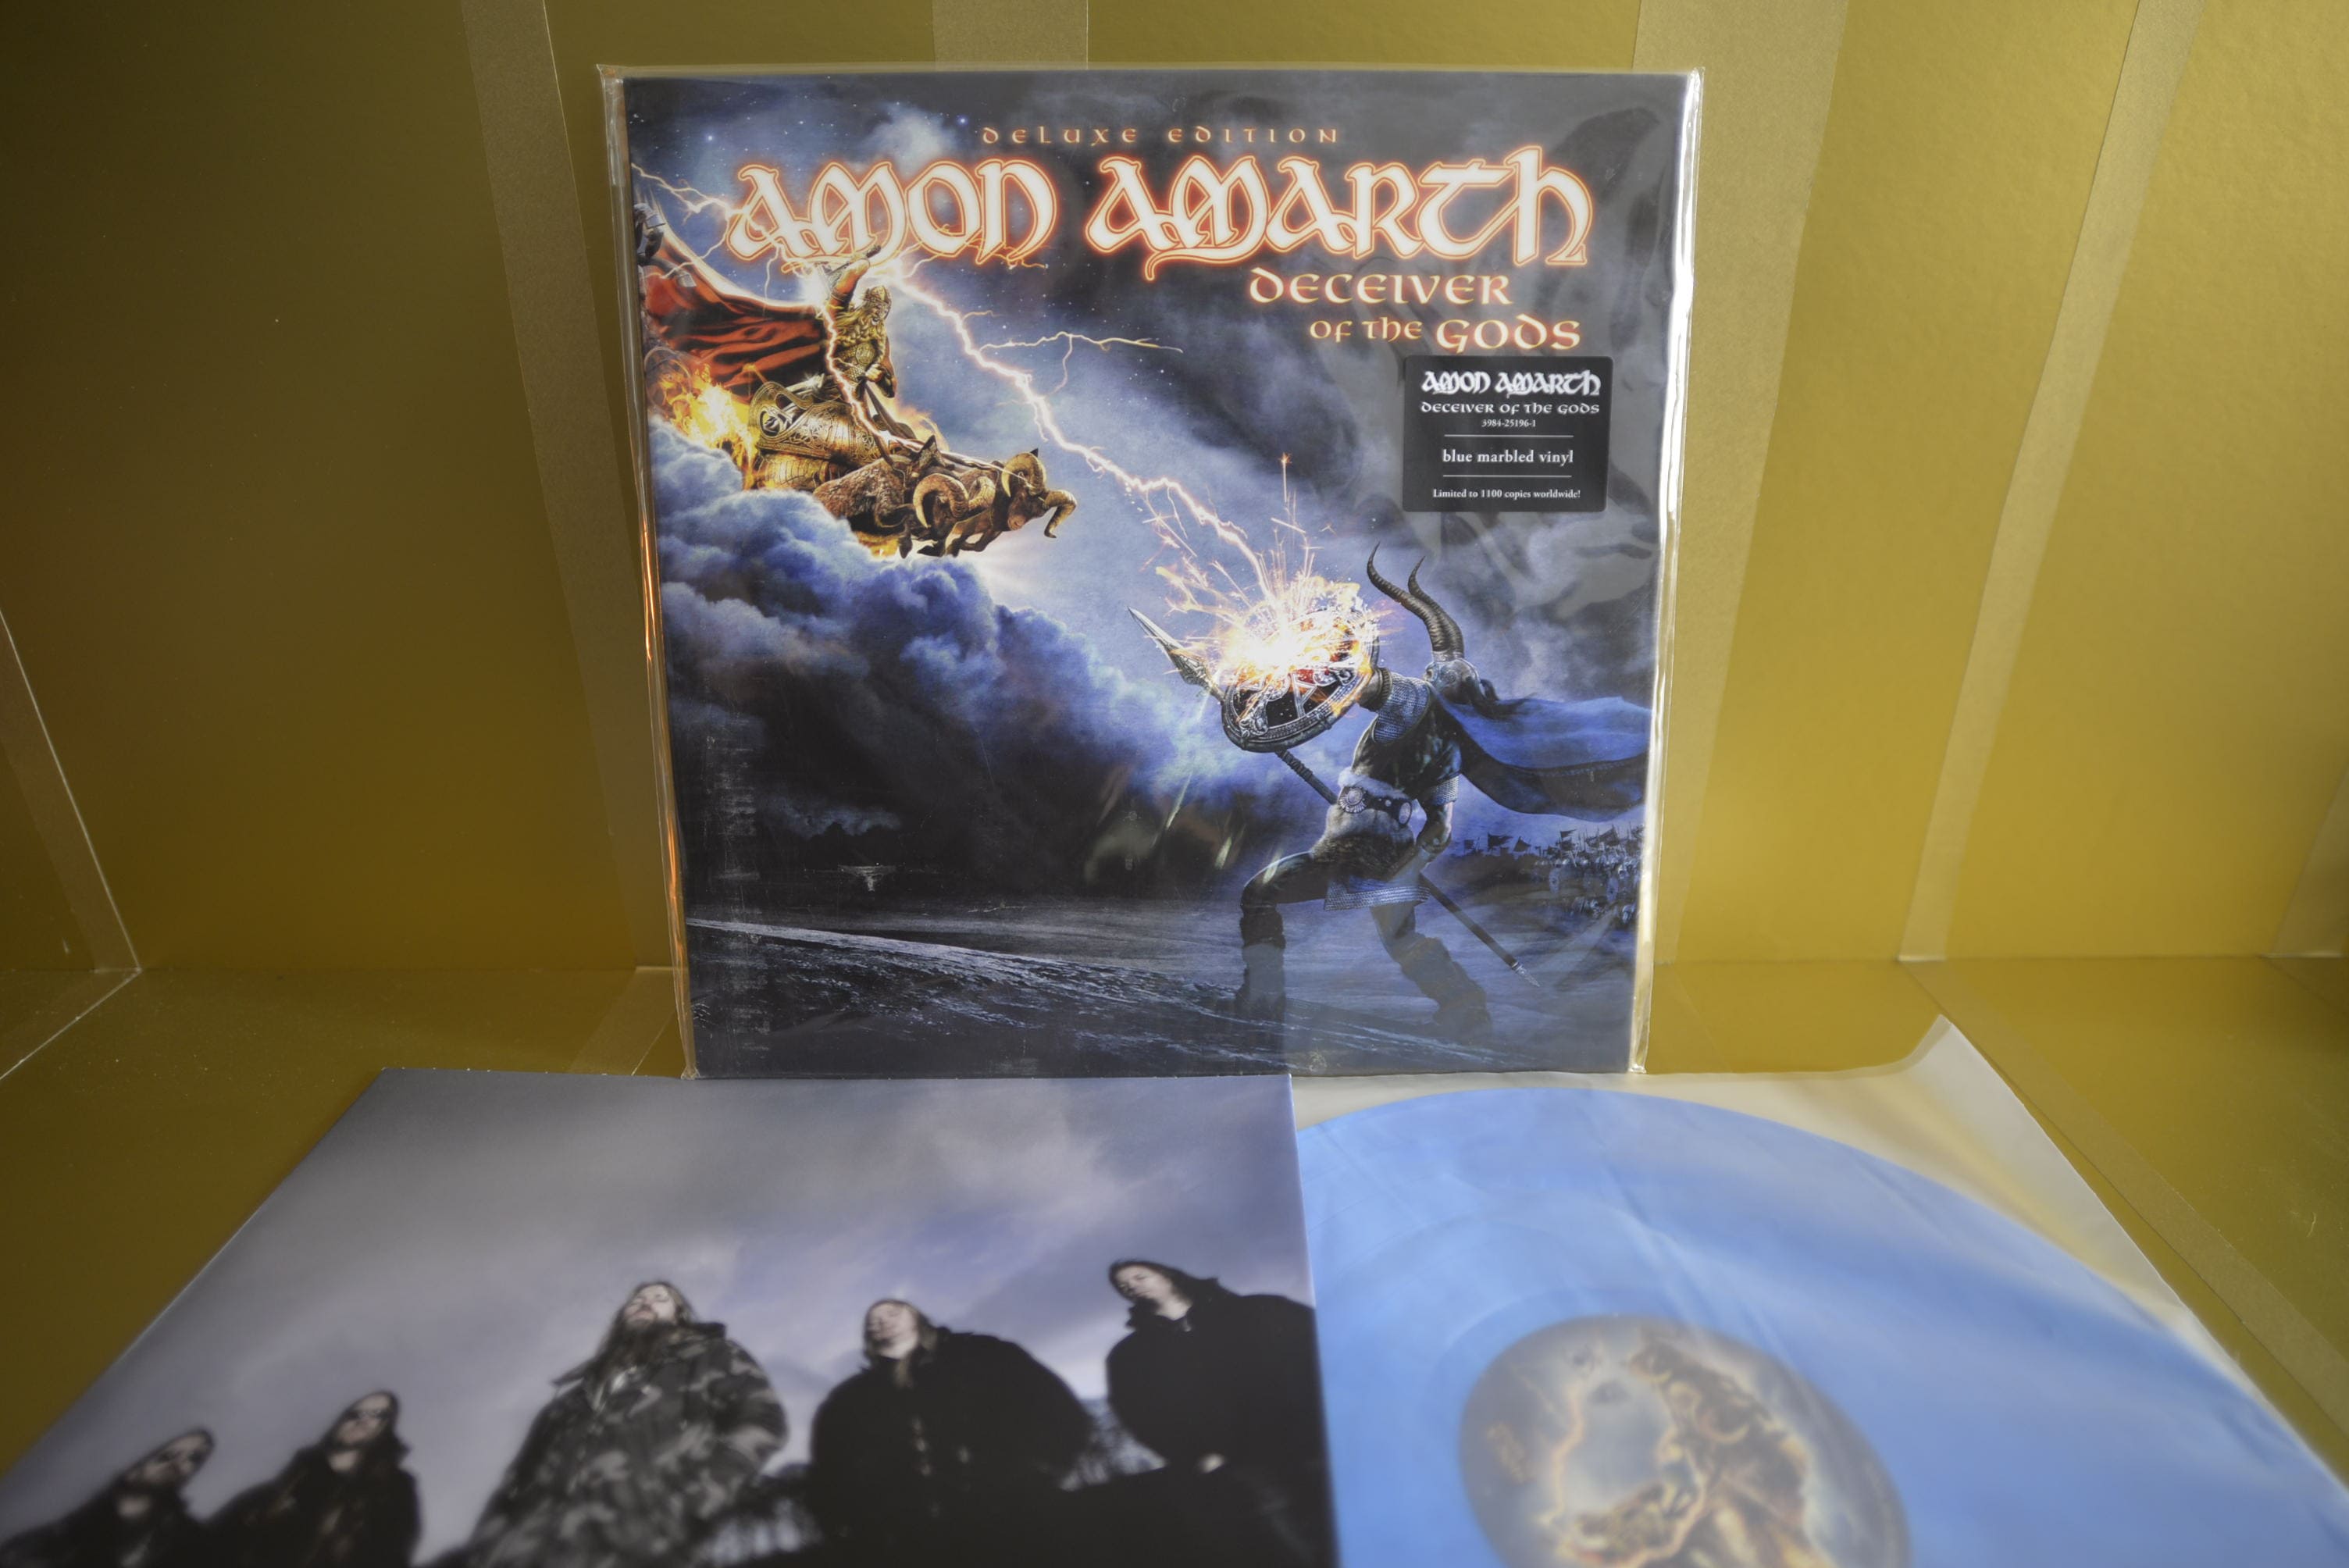 DELUXE EDITION
AMON AMARTH
DECEIVER
OF THE GODS
AMON AMARTH
DECEIVER OF THE GODS
3984-25196-1
blue marbled vinyl
Limited to 1100 copies worldwide!